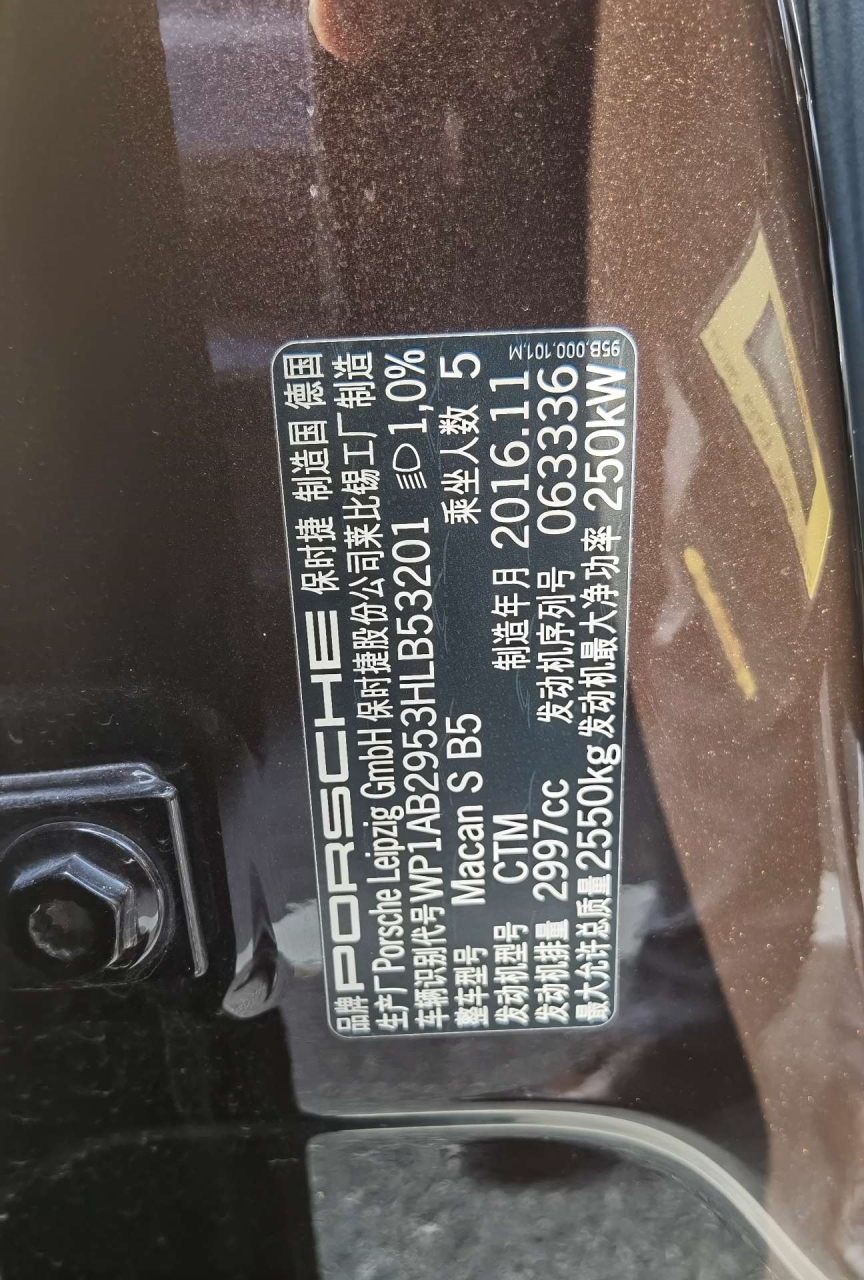 品牌 PORSCHE 保时捷 制造国 德国
生产厂 Porsche Leipzig GmbH 保时捷股份公司莱比锡工厂制造
车辆识别代号 WP1AB2953HLB53201 1,0%
整车型号 Macan S B5 乘坐人数 5
发动机型号 CTM 制造年月 2016.11
发动机排量 2997cc 发动机序列号 063336
最大允许总质量 2550kg 发动机最大净功率 250kW
95B.000.101.M